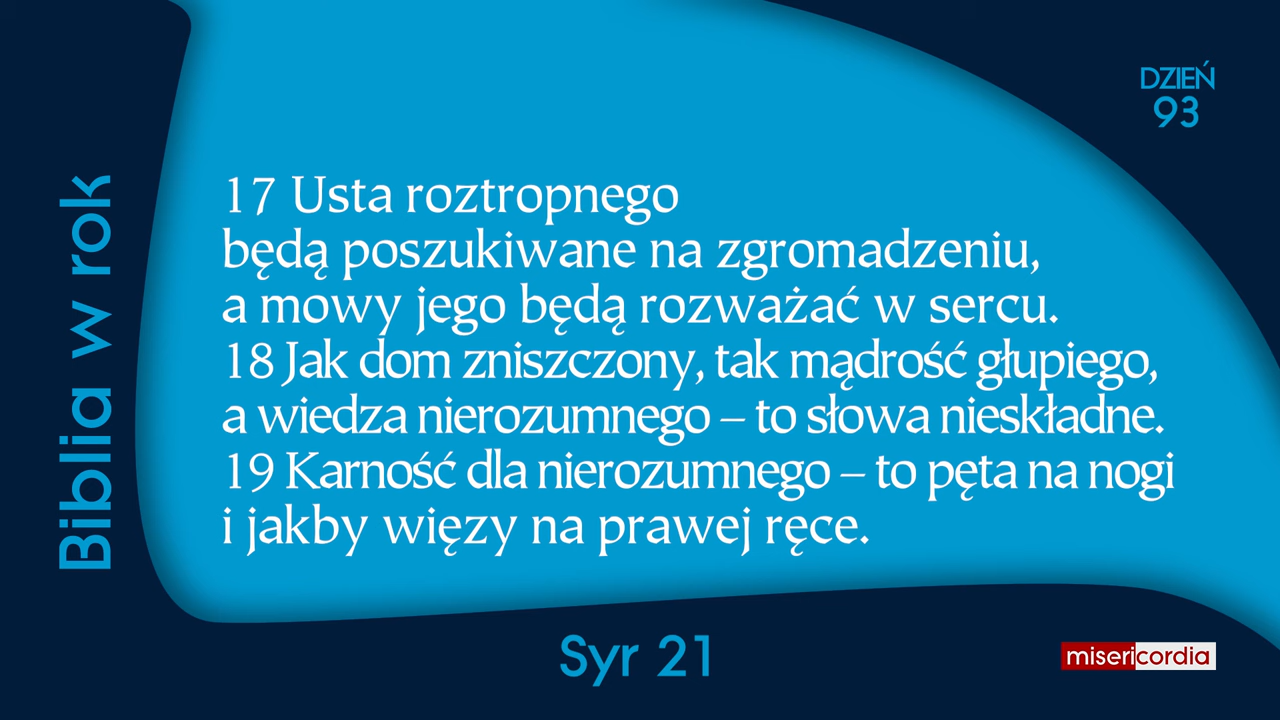 DZIEŃ
93
Biblia w rok
17 Usta roztropnego
będą poszukiwane na zgromadzeniu,
a mowy jego będą rozważać w sercu.
18 Jak dom zniszczony, tak mądrość głupiego,
a wiedza nierozumnego – to słowa nieskładne.
19 Karność dla nierozumnego – to pęta na nogi
i jakby więzy na prawej ręce.
Syr 21
misericordia